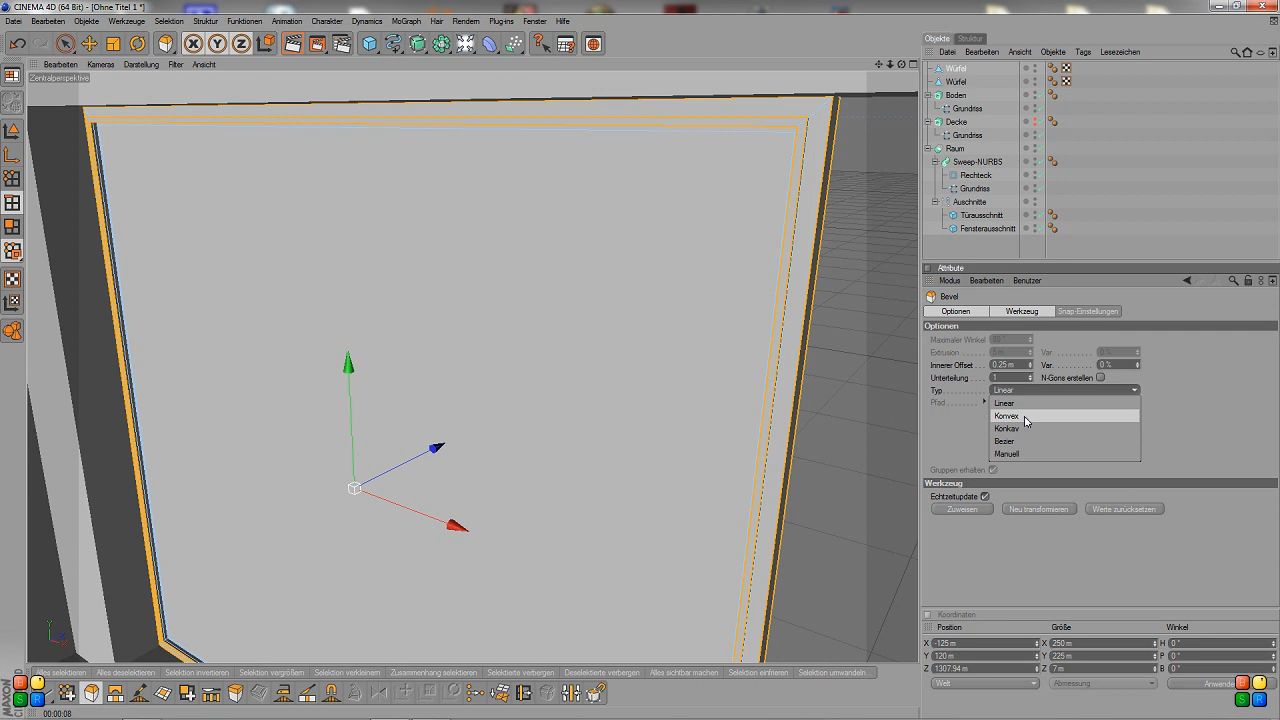 CINEMA 4D (64 Bit) - [Ohne Titel 1 *]
Datei Bearbeiten Werkzeuge Selektion Struktur Funktionen Animation Charakter Dynamics MoGraph Hair Rendern Plug-ins Fenster Hilfe
X Y Z
Bearbeiten Kameras Darstellung Filter Ansicht
Zentralperspektive
Objekte Struktur
Datei Bearbeiten Ansicht Objekte Tags Lesezeichen
Würfel
Würfel
Boden
Grundriss
Decke
Grundriss
Raum
Sweep-NURBS
Rechteck
Grundriss
Auschnitte
Türausschnitt
Fensterausschnitt
Attribute
Modus Bearbeiten Benutzer
Bevel
Optionen Werkzeug Snap-Einstellungen
Optionen
Maximaler Winkel
Extrusion Var. 0 %
Innerer Offset 0.25 m Var. 0 %
Unterteilung 1 N-Gons erstellen
Typ Linear
Pfad
Linear
Konvex
Konkav
Bezier
Manuell
Gruppen erhalten
Werkzeug
Echtzeitupdate
Zuweisen Neu transformieren Werte zurücksetzen
Koordinaten
Position Größe Winkel
X -125 m X 250 m H 0 °
Y 120 m Y 225 m P 0 °
Z 1307.94 m Z 7 m B 0 °
Welt Abmessung Anwende
Y
X
Alles selektieren Alles deselektieren Selektion invertieren Selektion vergrößern Selektion verkleinern Zusammenhang selektieren Selektierte verbergen Deselektierte verbergen Alles sichtbar machen Selektion einfrieren Selektion umwandeln
MAXON
B
S R
B
S R
00:00:08